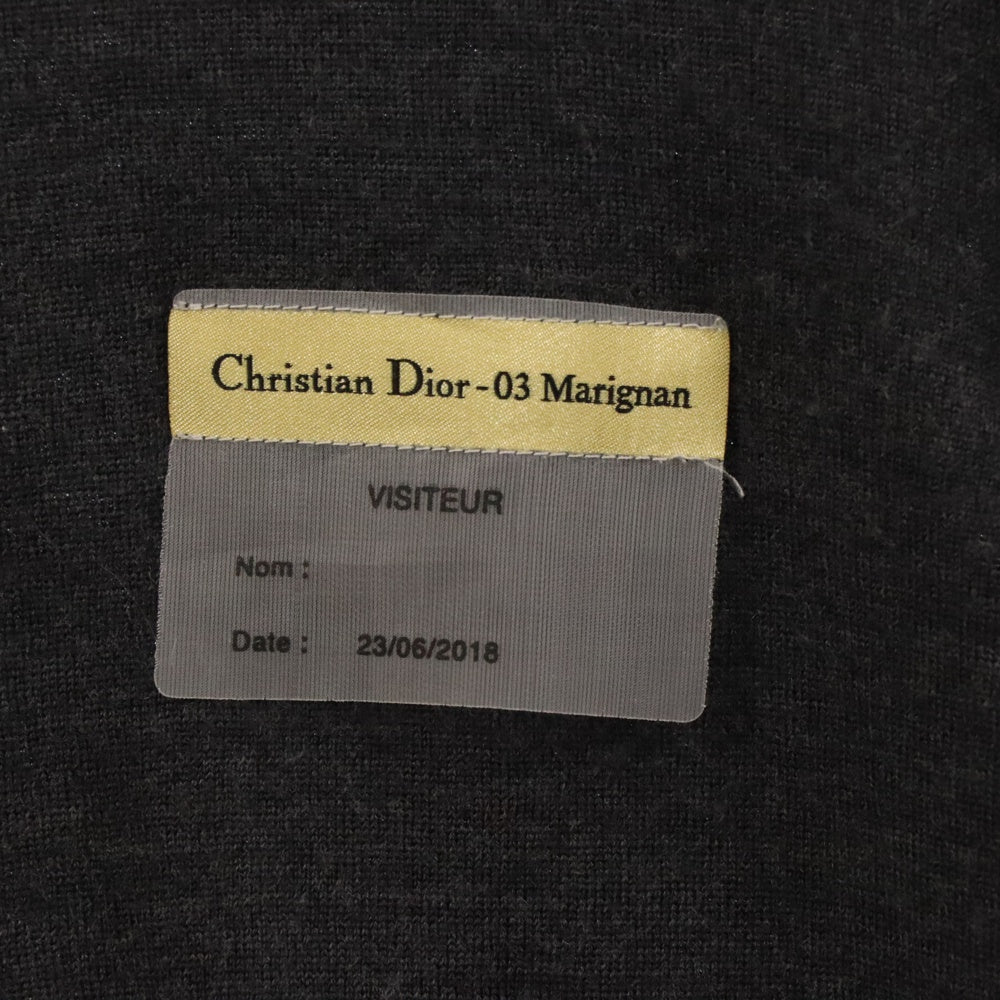 Christian Dior - 03 Marignan
VISITEUR
Nom :
Date : 23/06/2018